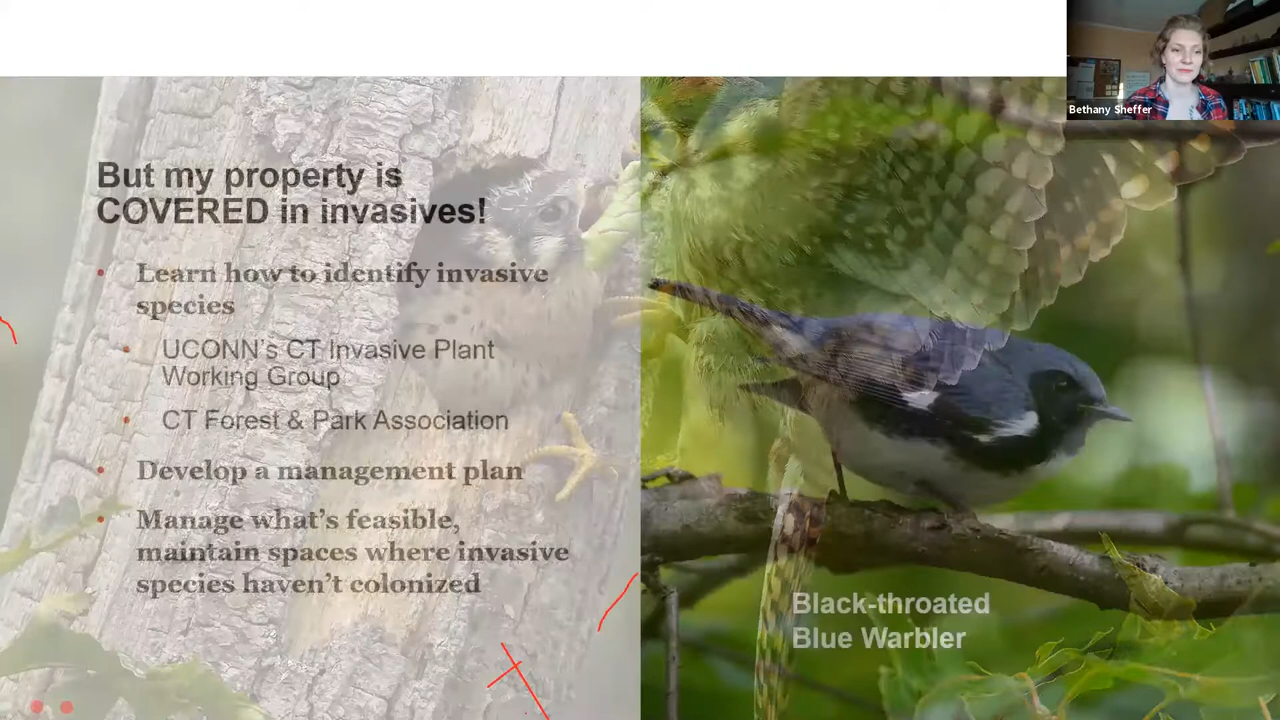 Bethany Sheffer
But my property is
COVERED in invasives!
Learn how to identify invasive
species
UCONN's CT Invasive Plant
Working Group
CT Forest & Park Association
Develop a management plan
Manage what's feasible,
maintain spaces where invasive
species haven't colonized
Black-throated
Blue Warbler